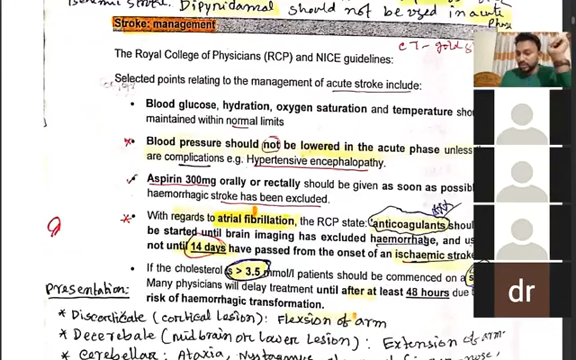 Dipyridamal should not be used in acute
phase
Stroke: management
CT - gold s
The Royal College of Physicians (RCP) and NICE guidelines:
Selected points relating to the management of acute stroke include:
• Blood glucose, hydration, oxygen saturation and temperature shou
maintained within normal limits
• Blood pressure should not be lowered in the acute phase unless
are complications e.g. Hypertensive encephalopathy.
• Aspirin 300mg orally or rectally should be given as soon as possib
haemorrhagic stroke has been excluded.
• With regards to atrial fibrillation, the RCP state: 'anticoagulants shoul
be started until brain imaging has excluded haemorrhage, and us
not until 14 days have passed from the onset of an ischaemic stroke
• If the cholesterol is > 3.5 mmol/l patients should be commenced on a s
Many physicians will delay treatment until after at least 48 hours due
risk of haemorrhagic transformation.
dr
Presentation:
* Discorticate (cortical lesion): Flexsion of arm
* Decerebale (midbrain or lower lesion): Extension of arm.
* Cerebellar: Ataxia,